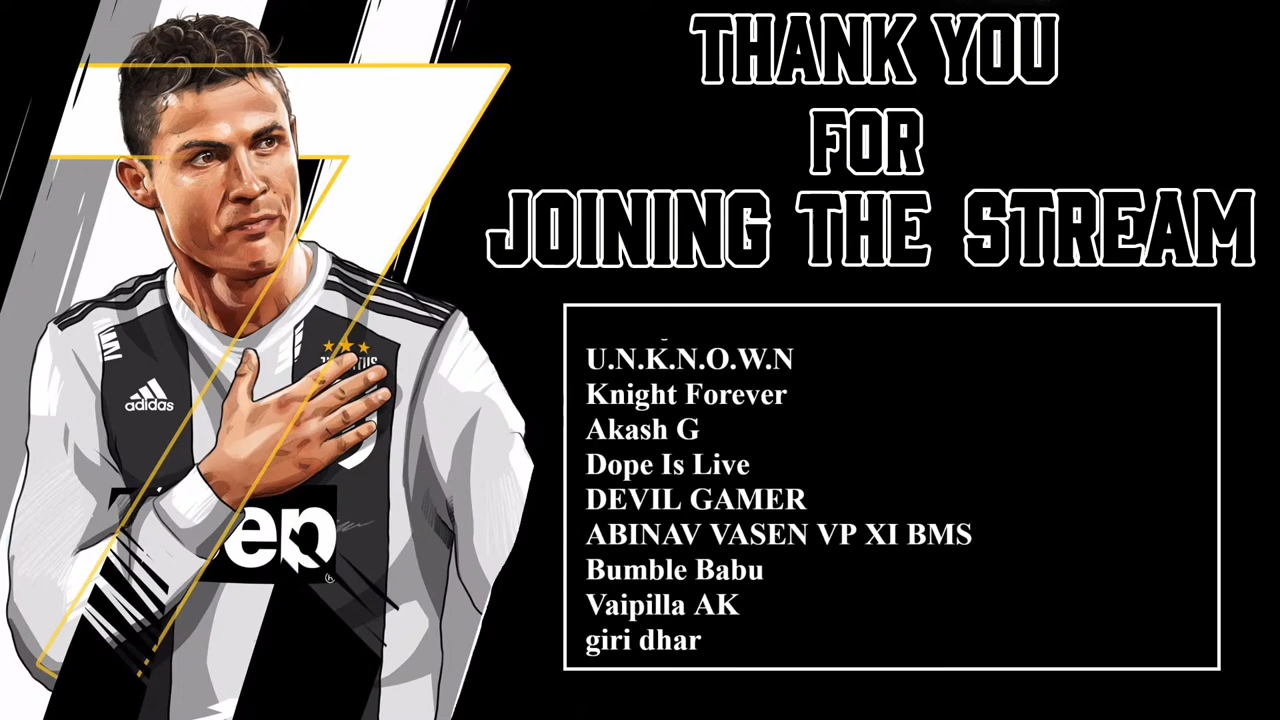 THANK YOU
FOR
JOINING THE STREAM
adidas
U.N.K.N.O.W.N
Knight Forever
Akash G
Dope Is Live
DEVIL GAMER
ABINAV VASEN VP XI BMS
Bumble Babu
Vaipilla AK
giri dhar